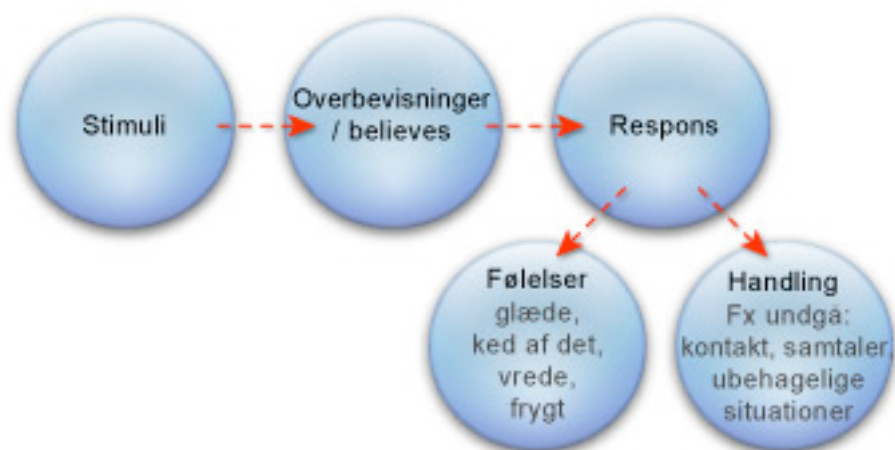 Stimuli
Overbevisninger
/ believes
Respons
Følelser
glæde,
ked af det,
vrede,
frygt
Handling
Fx undgå:
kontakt, samtaler,
ubehagelige
situationer